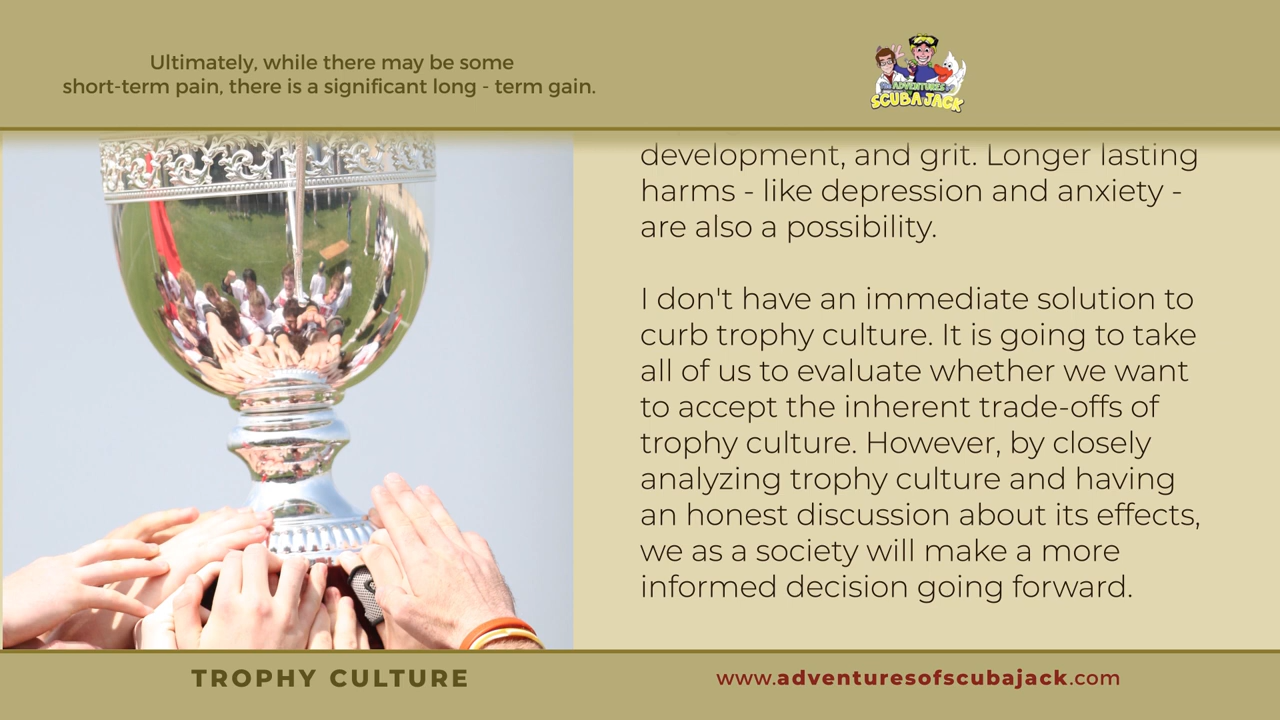 Ultimately, while there may be some
short-term pain, there is a significant long - term gain.
THE ADVENTURES OF
SCUBA JACK
development, and grit. Longer lasting
harms - like depression and anxiety -
are also a possibility.
I don't have an immediate solution to
curb trophy culture. It is going to take
all of us to evaluate whether we want
to accept the inherent trade-offs of
trophy culture. However, by closely
analyzing trophy culture and having
an honest discussion about its effects,
we as a society will make a more
informed decision going forward.
TROPHY CULTURE
www.adventuresofscubajack.com